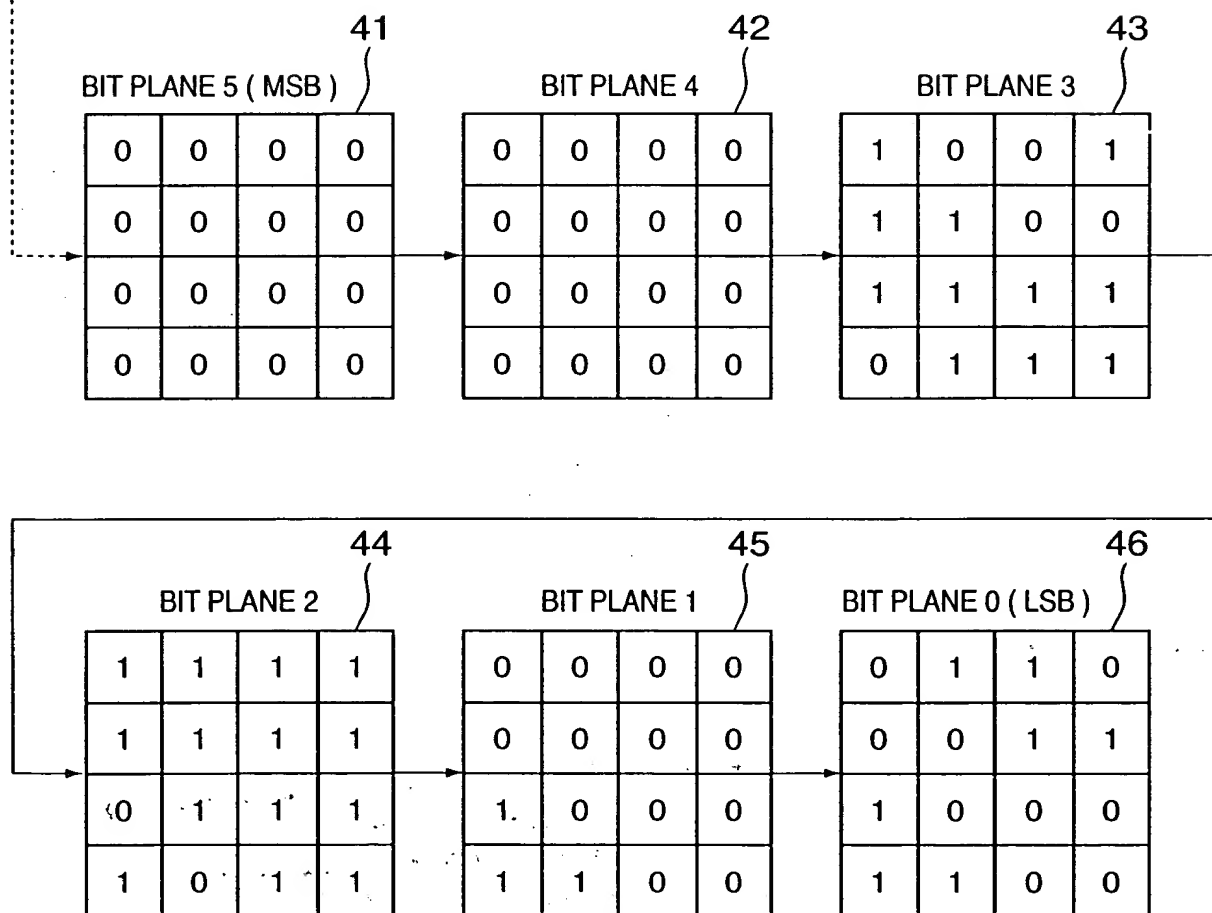 41 42 43
BIT PLANE 5 ( MSB ) BIT PLANE 4 BIT PLANE 3
0 0 0 0 0 0 0 0 1 0 0 1
0 0 0 0 0 0 0 0 1 1 0 0
0 0 0 0 0 0 0 0 1 1 1 1
0 0 0 0 0 0 0 0 0 1 1 1
44 45 46
BIT PLANE 2 BIT PLANE 1 BIT PLANE 0 ( LSB )
1 1 1 1 0 0 0 0 0 1 1 0
1 1 1 1 0 0 0 0 0 0 1 1
0 1 1 1 1 0 0 0 1 0 0 0
1 0 1 1 1 1 0 0 1 1 0 0